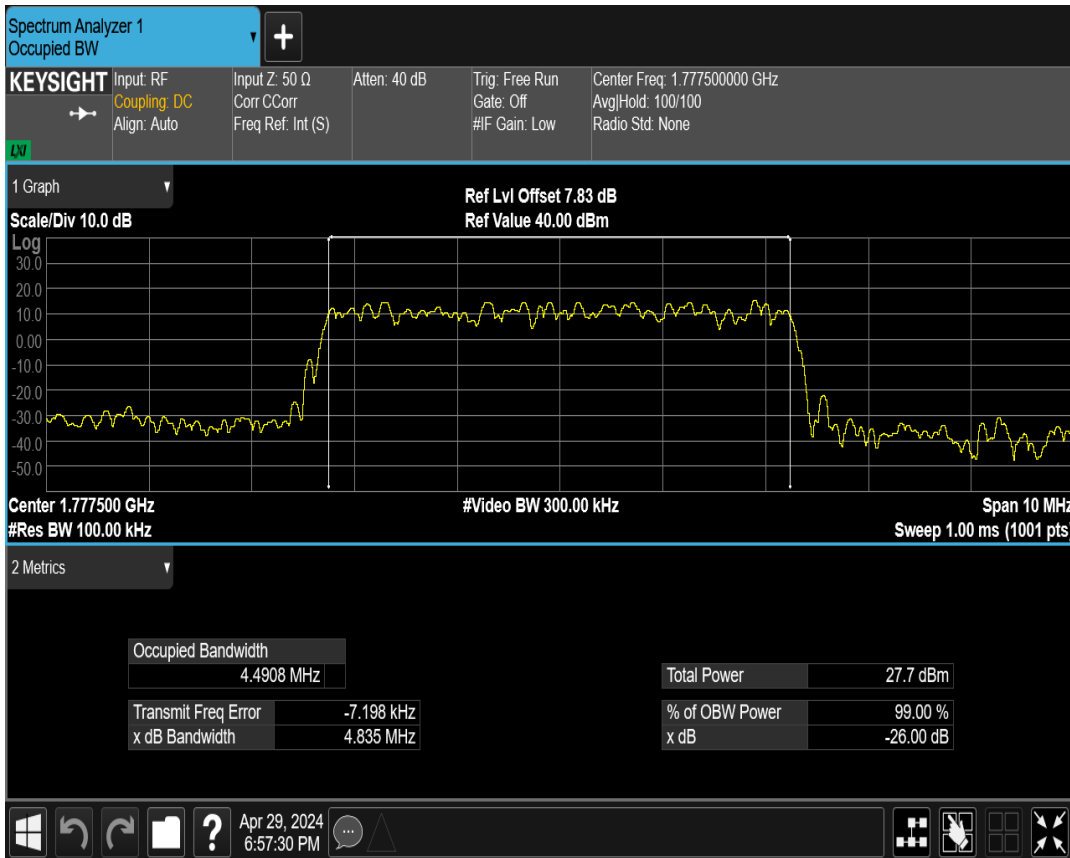 Spectrum Analyzer 1
Occupied BW
+
KEYSIGHT
Input: RF
Coupling: DC
Align: Auto
Input Z: 50 Ω
Corr CCorr
Freq Ref: Int (S)
Atten: 40 dB
Trig: Free Run
Gate: Off
#IF Gain: Low
Center Freq: 1.777500000 GHz
Avg|Hold: 100/100
Radio Std: None
LXI
1 Graph
Ref Lvl Offset 7.83 dB
Scale/Div 10.0 dB
Ref Value 40.00 dBm
Log
30.0
20.0
10.0
0.00
-10.0
-20.0
-30.0
-40.0
-50.0
Center 1.777500 GHz
#Video BW 300.00 kHz
Span 10 MHz
#Res BW 100.00 kHz
Sweep 1.00 ms (1001 pts)
2 Metrics
Occupied Bandwidth
4.4908 MHz
Total Power 27.7 dBm
Transmit Freq Error -7.198 kHz
% of OBW Power 99.00 %
x dB Bandwidth 4.835 MHz
x dB -26.00 dB
?
Apr 29, 2024
6:57:30 PM